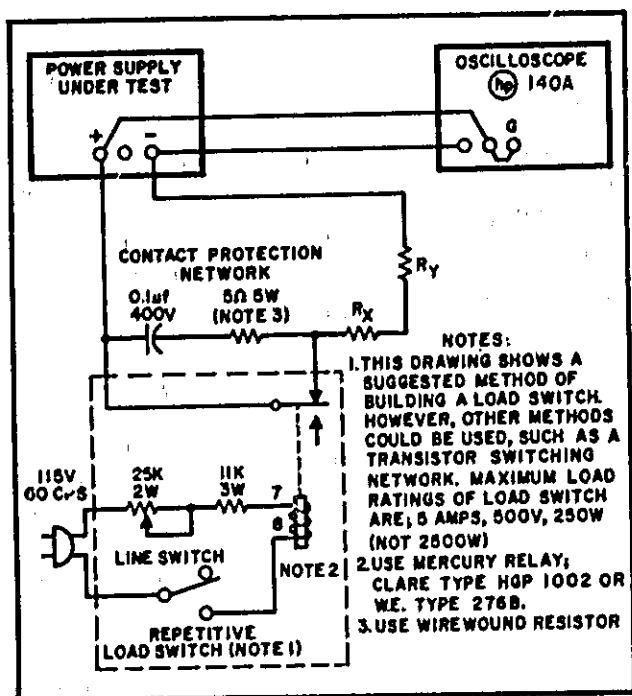 POWER SUPPLY
UNDER TEST
+
-
OSCILLOSCOPE
hp 140A
G
CONTACT PROTECTION
NETWORK
0.1μf
400V
5Ω 5W
(NOTE 3)
RX
RY
115V
60 CPS
25K
2W
11K
3W
7
LINE SWITCH
NOTE 2
REPETITIVE
LOAD SWITCH (NOTE 1)
NOTES:
1. THIS DRAWING SHOWS A
SUGGESTED METHOD OF
BUILDING A LOAD SWITCH.
HOWEVER, OTHER METHODS
COULD BE USED, SUCH AS A
TRANSISTOR SWITCHING
NETWORK. MAXIMUM LOAD
RATINGS OF LOAD SWITCH
ARE; 5 AMPS, 500V, 250W
(NOT 2500W)
2. USE MERCURY RELAY;
CLARE TYPE HGP 1002 OR
W.E. TYPE 276B.
3. USE WIREWOUND RESISTOR